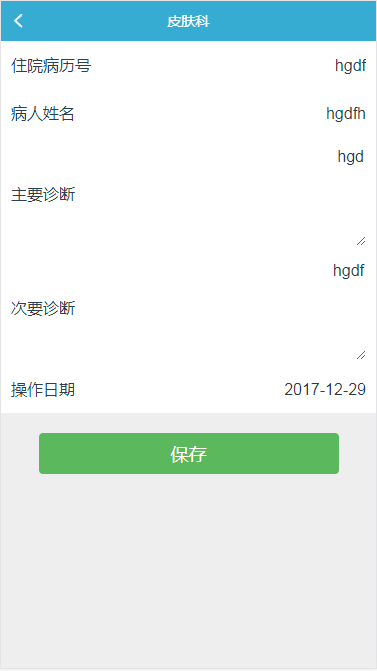 皮肤科
住院病历号 hgdf
病人姓名 hgdfh
hgd
主要诊断
hgdf
次要诊断
操作日期 2017-12-29
保存